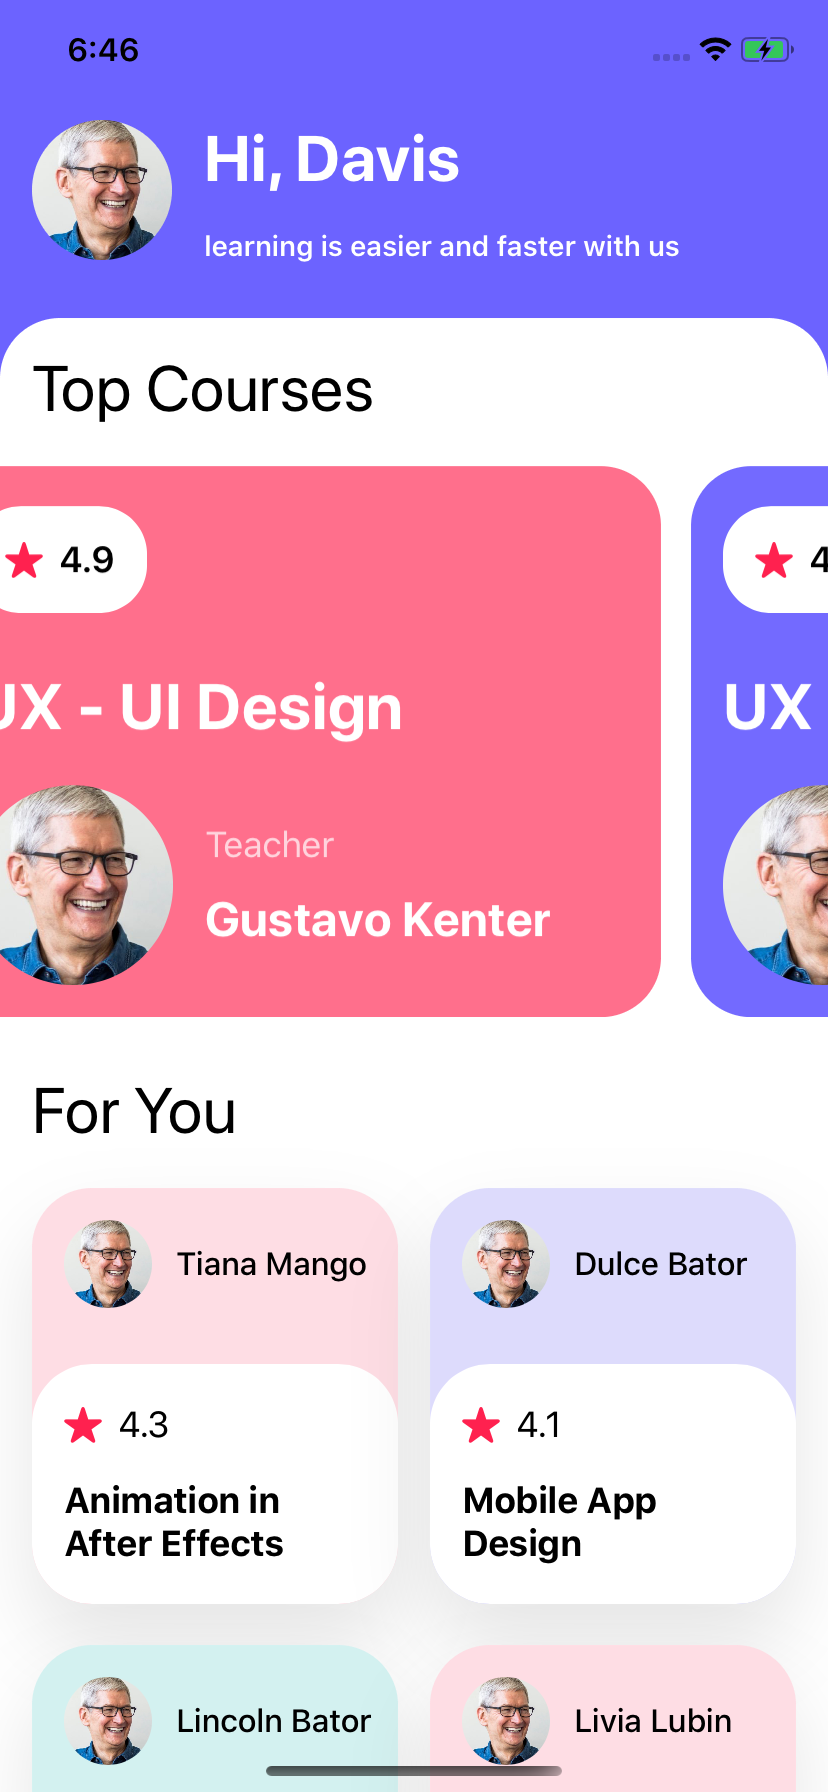 6:46
Hi, Davis
learning is easier and faster with us
Top Courses
4.9
UX - UI Design
Teacher
Gustavo Kenter
4
UX
For You
Tiana Mango
4.3
Animation in
After Effects
Dulce Bator
4.1
Mobile App
Design
Lincoln Bator
Livia Lubin